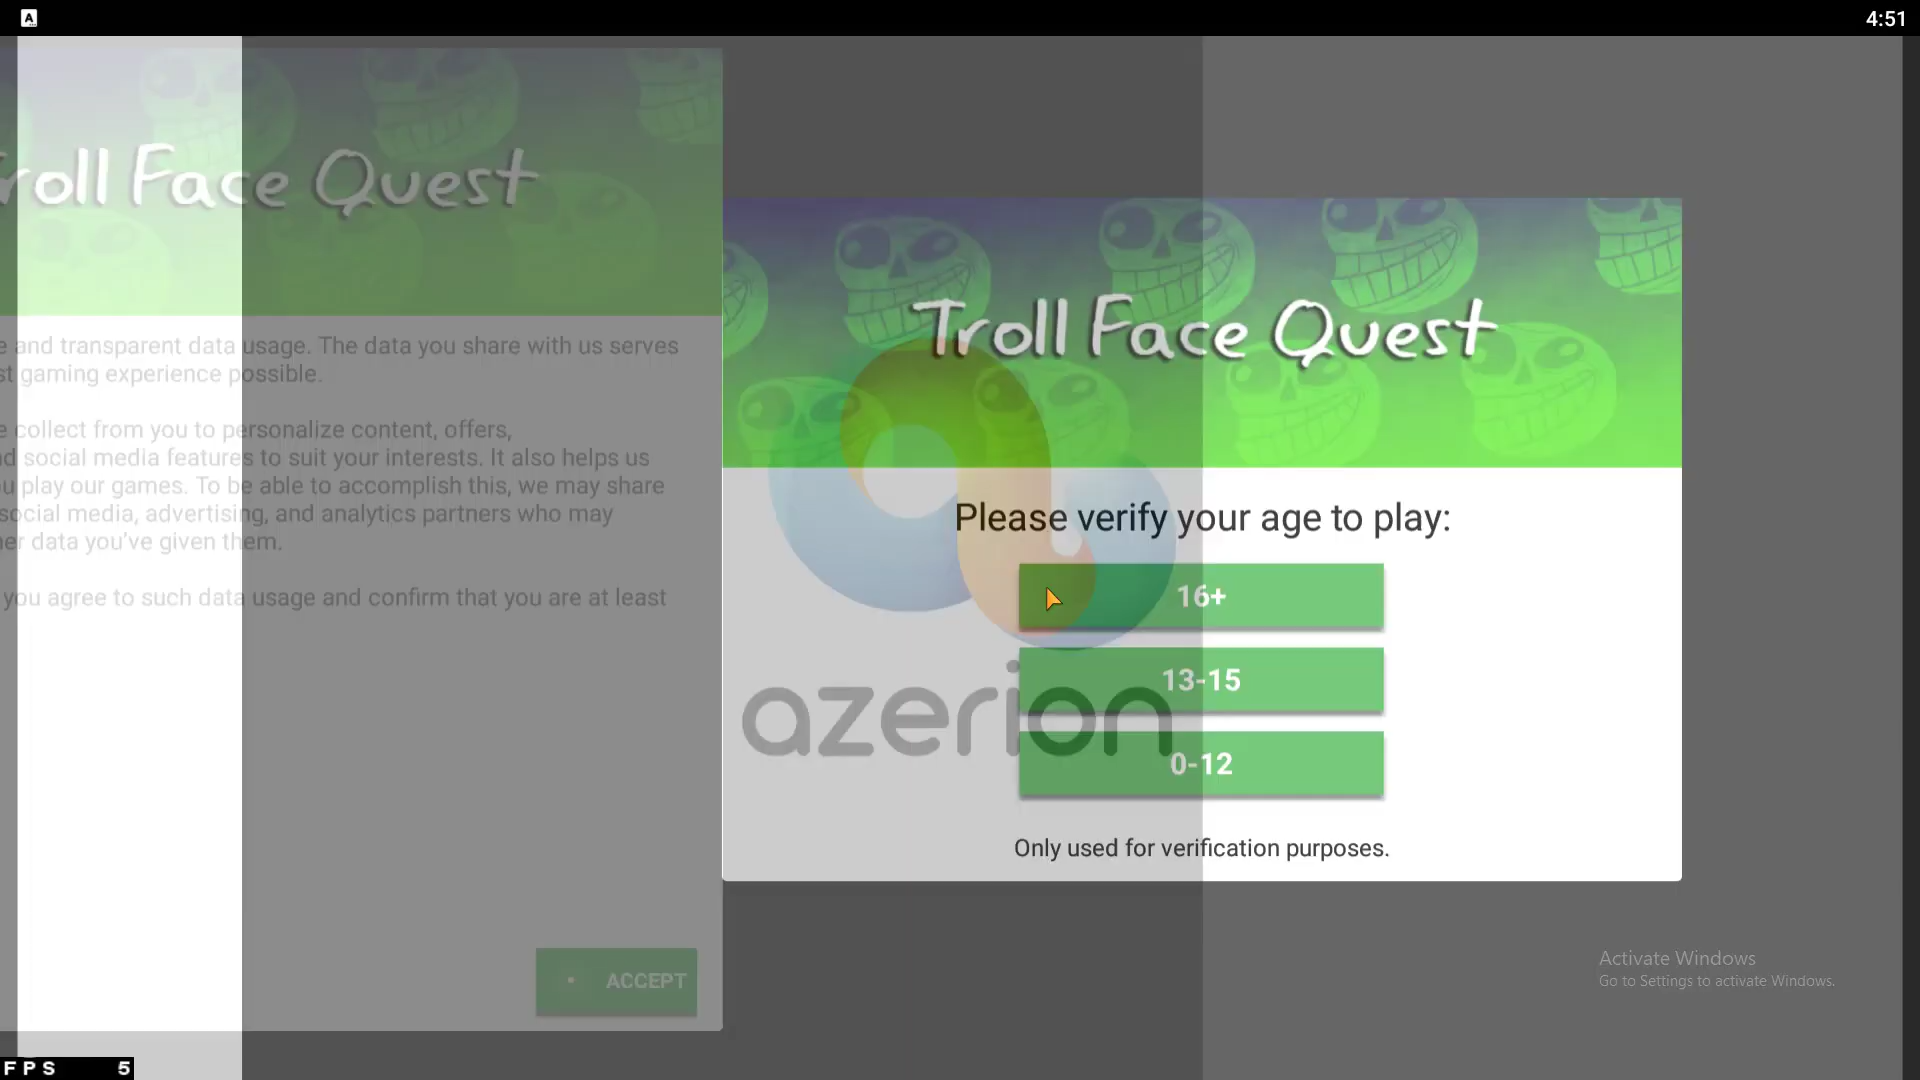 4:51
roll Face Quest
e and transparent data usage. The data you share with us serves
st gaming experience possible.
e collect from you to personalize content, offers,
nd social media features to suit your interests. It also helps us
u play our games. To be able to accomplish this, we may share
social media, advertising, and analytics partners who may
er data you've given them.
you agree to such data usage and confirm that you are at least
ACCEPT
Troll Face Quest
Please verify your age to play:
16+
13-15
0-12
Only used for verification purposes.
azerion
Activate Windows
Go to Settings to activate Windows.
FPS 5